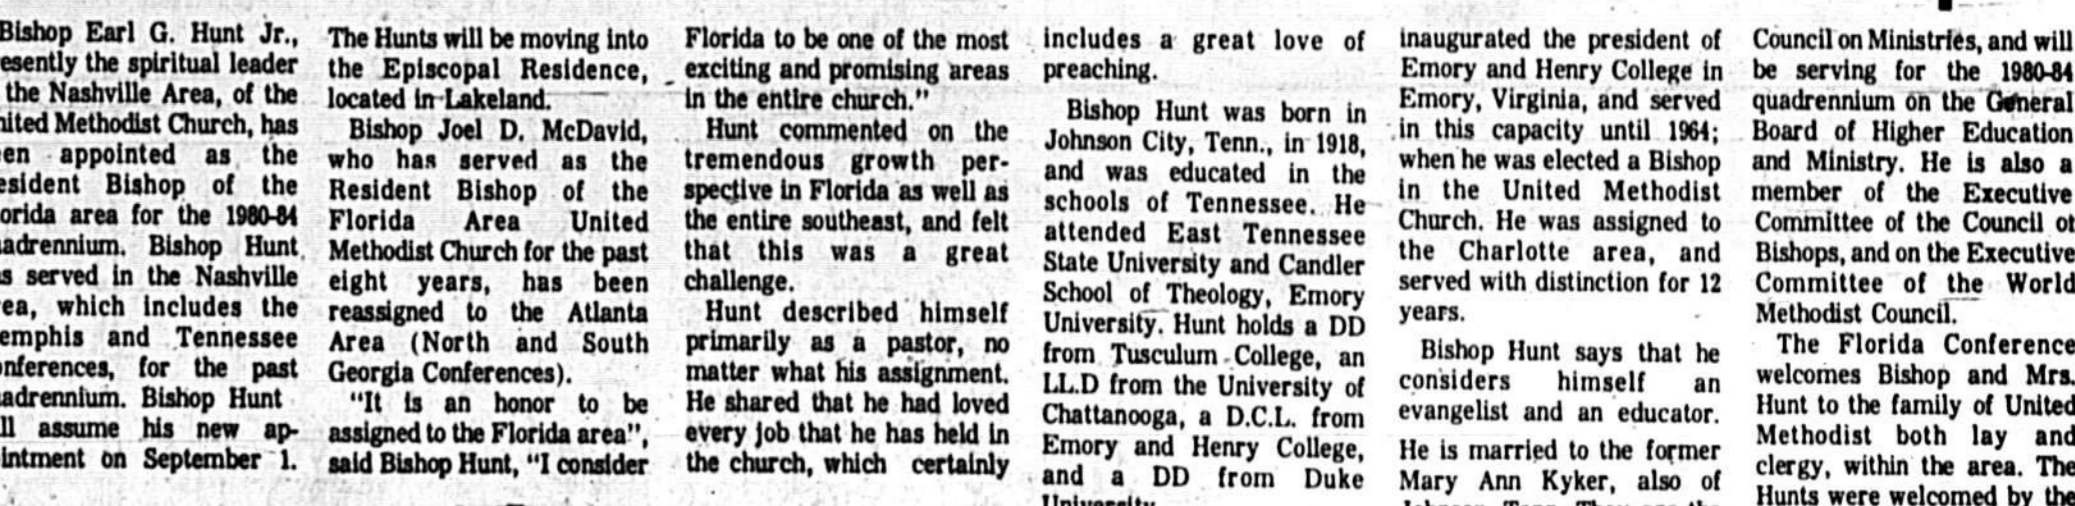 Bishop Earl G. Hunt Jr.,
esently the spiritual leader
the Nashville Area, of the
nited Methodist Church, has
en appointed as the
esident Bishop of the
orida area for the 1980-84
adrennium. Bishop Hunt
s served in the Nashville
ea, which includes the
emphis and Tennessee
onferences, for the past
adrennium. Bishop Hunt
ll assume his new ap-
intment on September 1.
The Hunts will be moving into
the Episcopal Residence,
located in Lakeland.
Bishop Joel D. McDavid,
who has served as the
Resident Bishop of the
Florida Area United
Methodist Church for the past
eight years, has been
reassigned to the Atlanta
Area (North and South
Georgia Conferences).
"It is an honor to be
assigned to the Florida area",
said Bishop Hunt, "I consider
Florida to be one of the most
exciting and promising areas
in the entire church."
Hunt commented on the
tremendous growth per-
spective in Florida as well as
the entire southeast, and felt
that this was a great
challenge.
Hunt described himself
primarily as a pastor, no
matter what his assignment.
He shared that he had loved
every job that he has held in
the church, which certainly
includes a great love of
preaching.
Bishop Hunt was born in
Johnson City, Tenn., in 1918,
and was educated in the
schools of Tennessee. He
attended East Tennessee
State University and Candler
School of Theology, Emory
University. Hunt holds a DD
from Tusculum College, an
LL.D from the University of
Chattanooga, a D.C.L. from
Emory and Henry College,
and a DD from Duke
University.
inaugurated the president of
Emory and Henry College in
Emory, Virginia, and served
in this capacity until 1964;
when he was elected a Bishop
in the United Methodist
Church. He was assigned to
the Charlotte area, and
served with distinction for 12
years.
Bishop Hunt says that he
considers himself an
evangelist and an educator.
He is married to the former
Mary Ann Kyker, also of
Council on Ministries, and will
be serving for the 1980-84
quadrennium on the General
Board of Higher Education
and Ministry. He is also a
member of the Executive
Committee of the Council of
Bishops, and on the Executive
Committee of the World
Methodist Council.
The Florida Conference
welcomes Bishop and Mrs.
Hunt to the family of United
Methodist both lay and
clergy, within the area. The
Hunts were welcomed by the